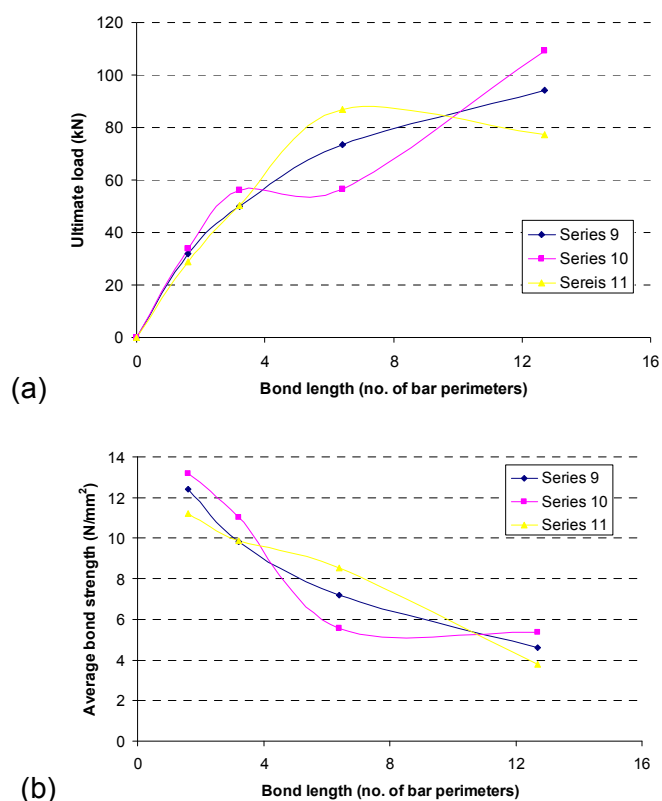 120
100
80
60
40
20
0
Ultimate load (kN)
Series 9
Series 10
Sereis 11
0 4 8 12 16
Bond length (no. of bar perimeters)
(a)
14
12
10
8
6
4
2
0
Average bond strength (N/mm²)
Series 9
Series 10
Series 11
0 4 8 12 16
Bond length (no. of bar perimeters)
(b)